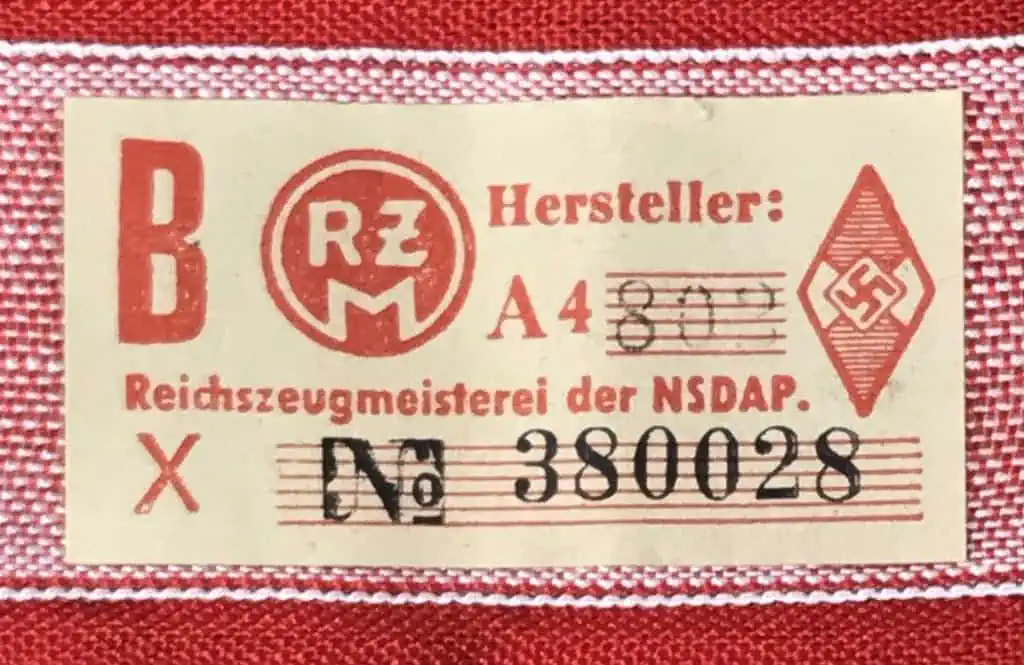 B RZM Hersteller:
A4 802
Reichszeugmeisterei der NSDAP.
X № 380028